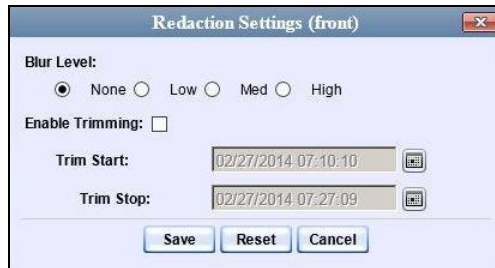 Redaction Settings (front)
Blur Level:
None Low Med High
Enable Trimming:
Trim Start: 02/27/2014 07:10:10
Trim Stop: 02/27/2014 07:27:09
Save Reset Cancel